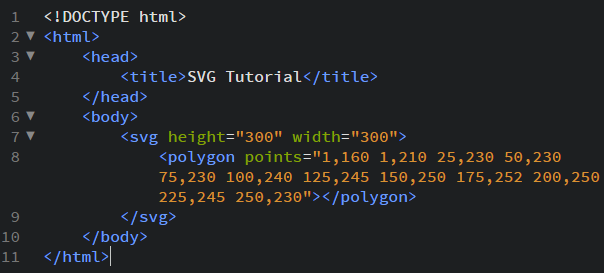 1 <!DOCTYPE html>
2 <html>
3 <head>
4 <title>SVG Tutorial</title>
5 </head>
6 <body>
7 <svg height="300" width="300">
8 <polygon points="1,160 1,210 25,230 50,230
75,230 100,240 125,245 150,250 175,252 200,250
225,245 250,230"></polygon>
9 </svg>
10 </body>
11 </html>